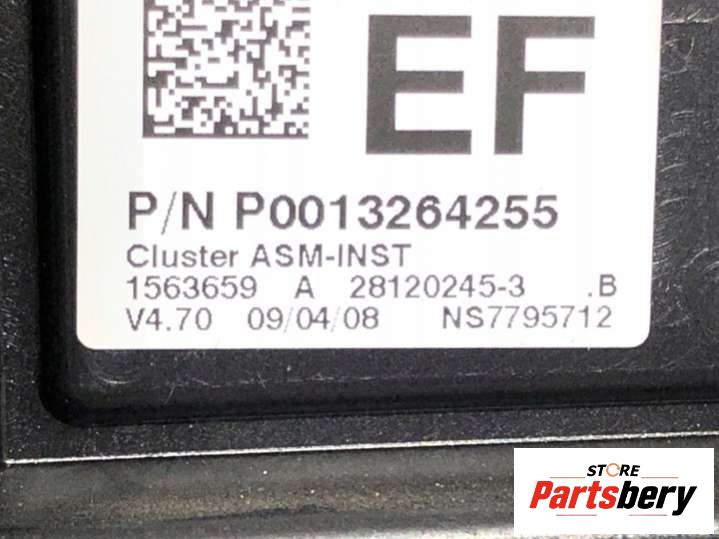 EF
P/N P0013264255
Cluster ASM-INST
1563659 A 28120245-3 .B
V4.70 09/04/08 NS7795712
STORE
Partsbery